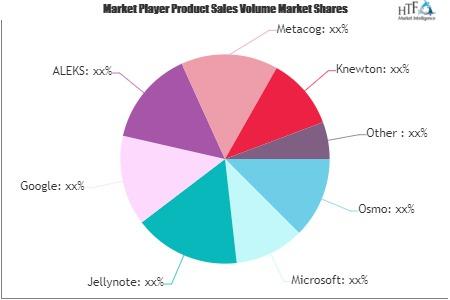 Market Player Product Sales Volume Market Shares
HTF
Market Intelligence
Metacog: xx%
ALEKS: xx%
Knewton: xx%
Other : xx%
Google: xx%
Osmo: xx%
Jellynote: xx%
Microsoft: xx%